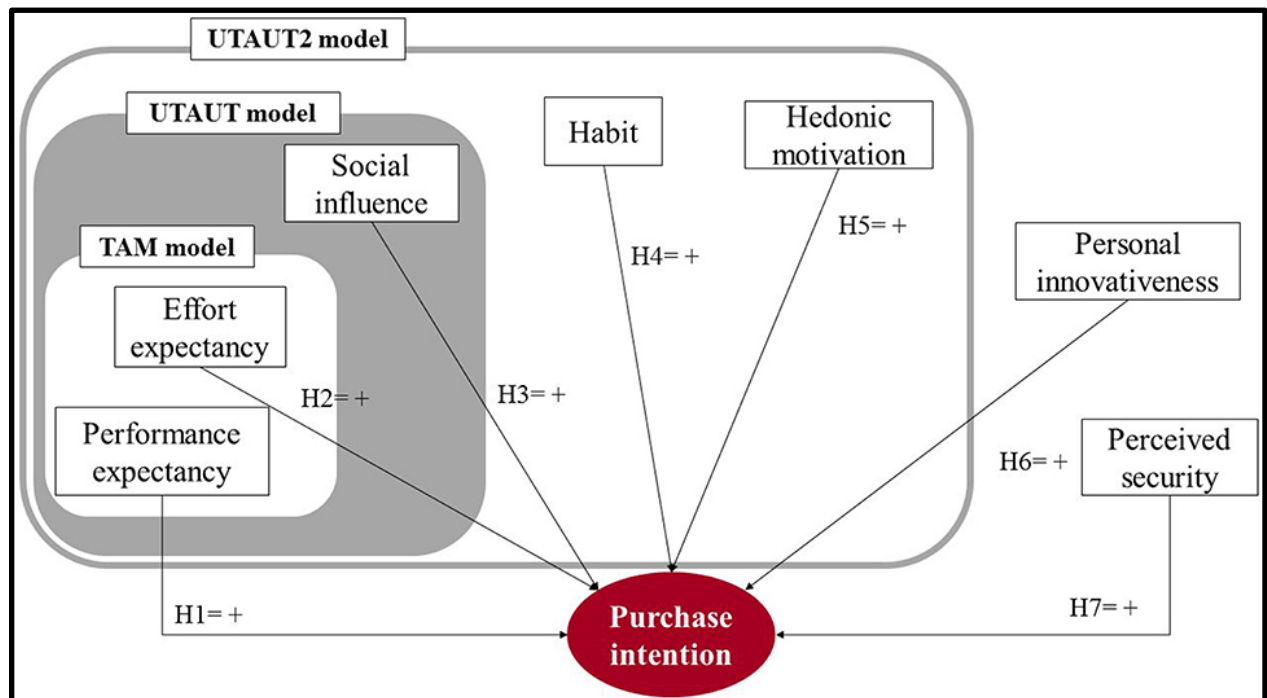 UTAUT2 model
UTAUT model
Habit
Hedonic
motivation
Social
influence
TAM model
H4= +
H5= +
Personal
innovativeness
Effort
expectancy
H2= +
H3= +
Performance
expectancy
H6= +
Perceived
security
H1= +
Purchase
intention
H7= +